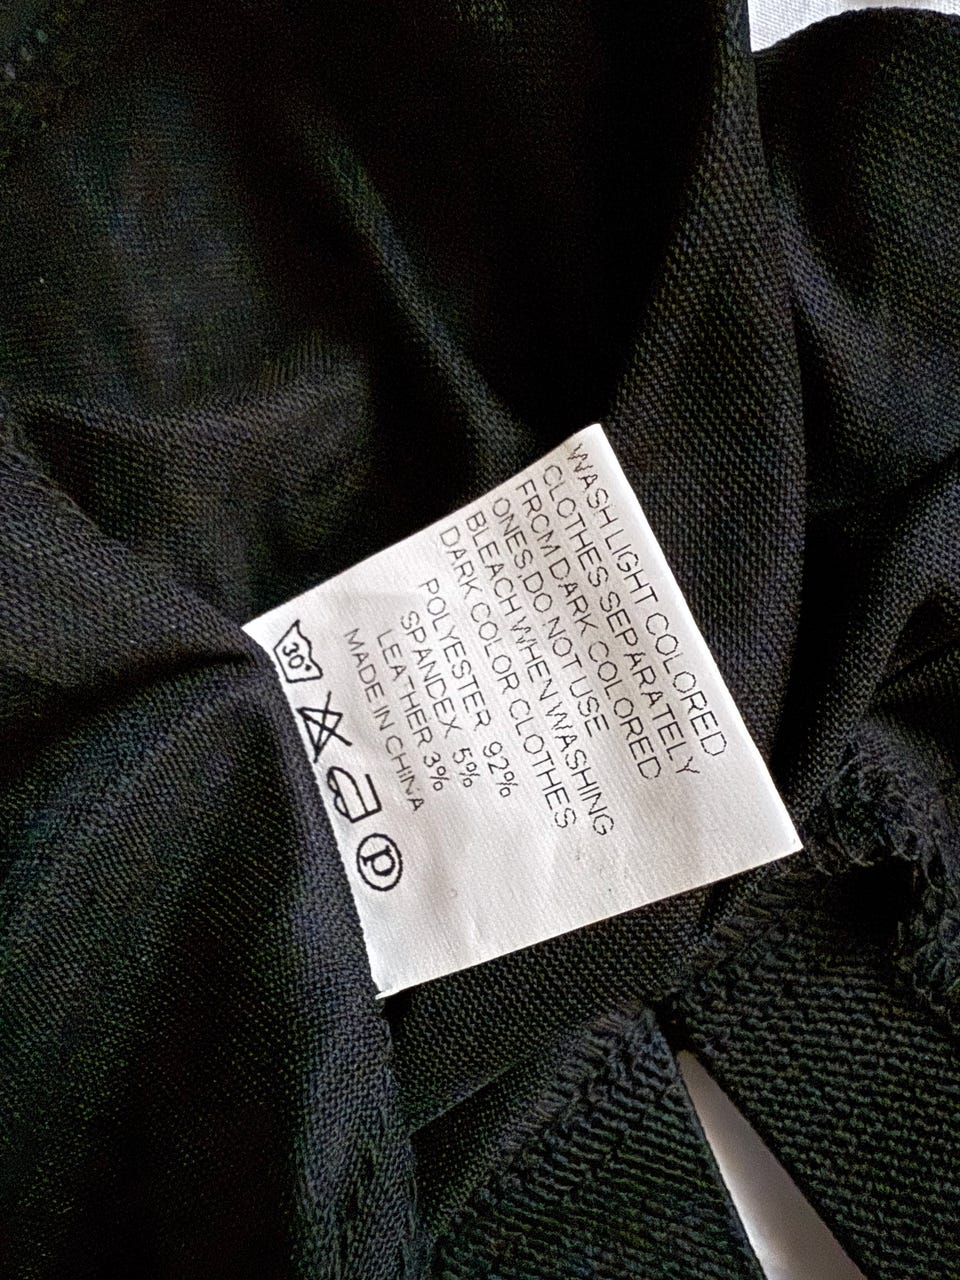 WASH LIGHT COLORED
CLOTHES SEPARATELY
FROM DARK COLORED
ONES.DO NOT USE
BLEACH WHEN WASHING
DARK COLOR CLOTHES
POLYESTER 92%
SPANDEX 5%
LEATHER 3%
MADE IN CHINA
30°
P